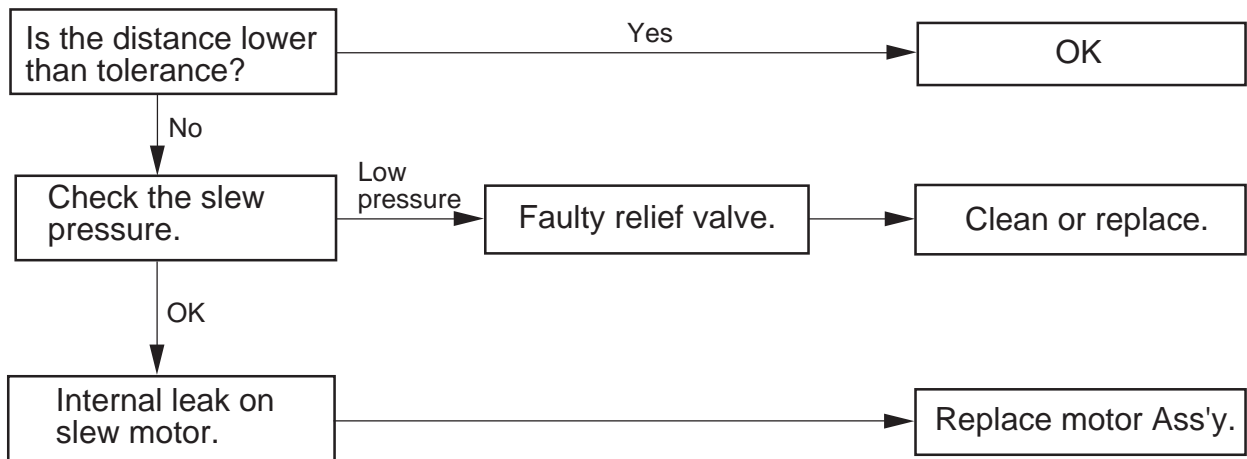 Is the distance lower
than tolerance?
Yes
OK
No
Check the slew
pressure.
Low
pressure
Faulty relief valve.
Clean or replace.
OK
Internal leak on
slew motor.
Replace motor Ass'y.